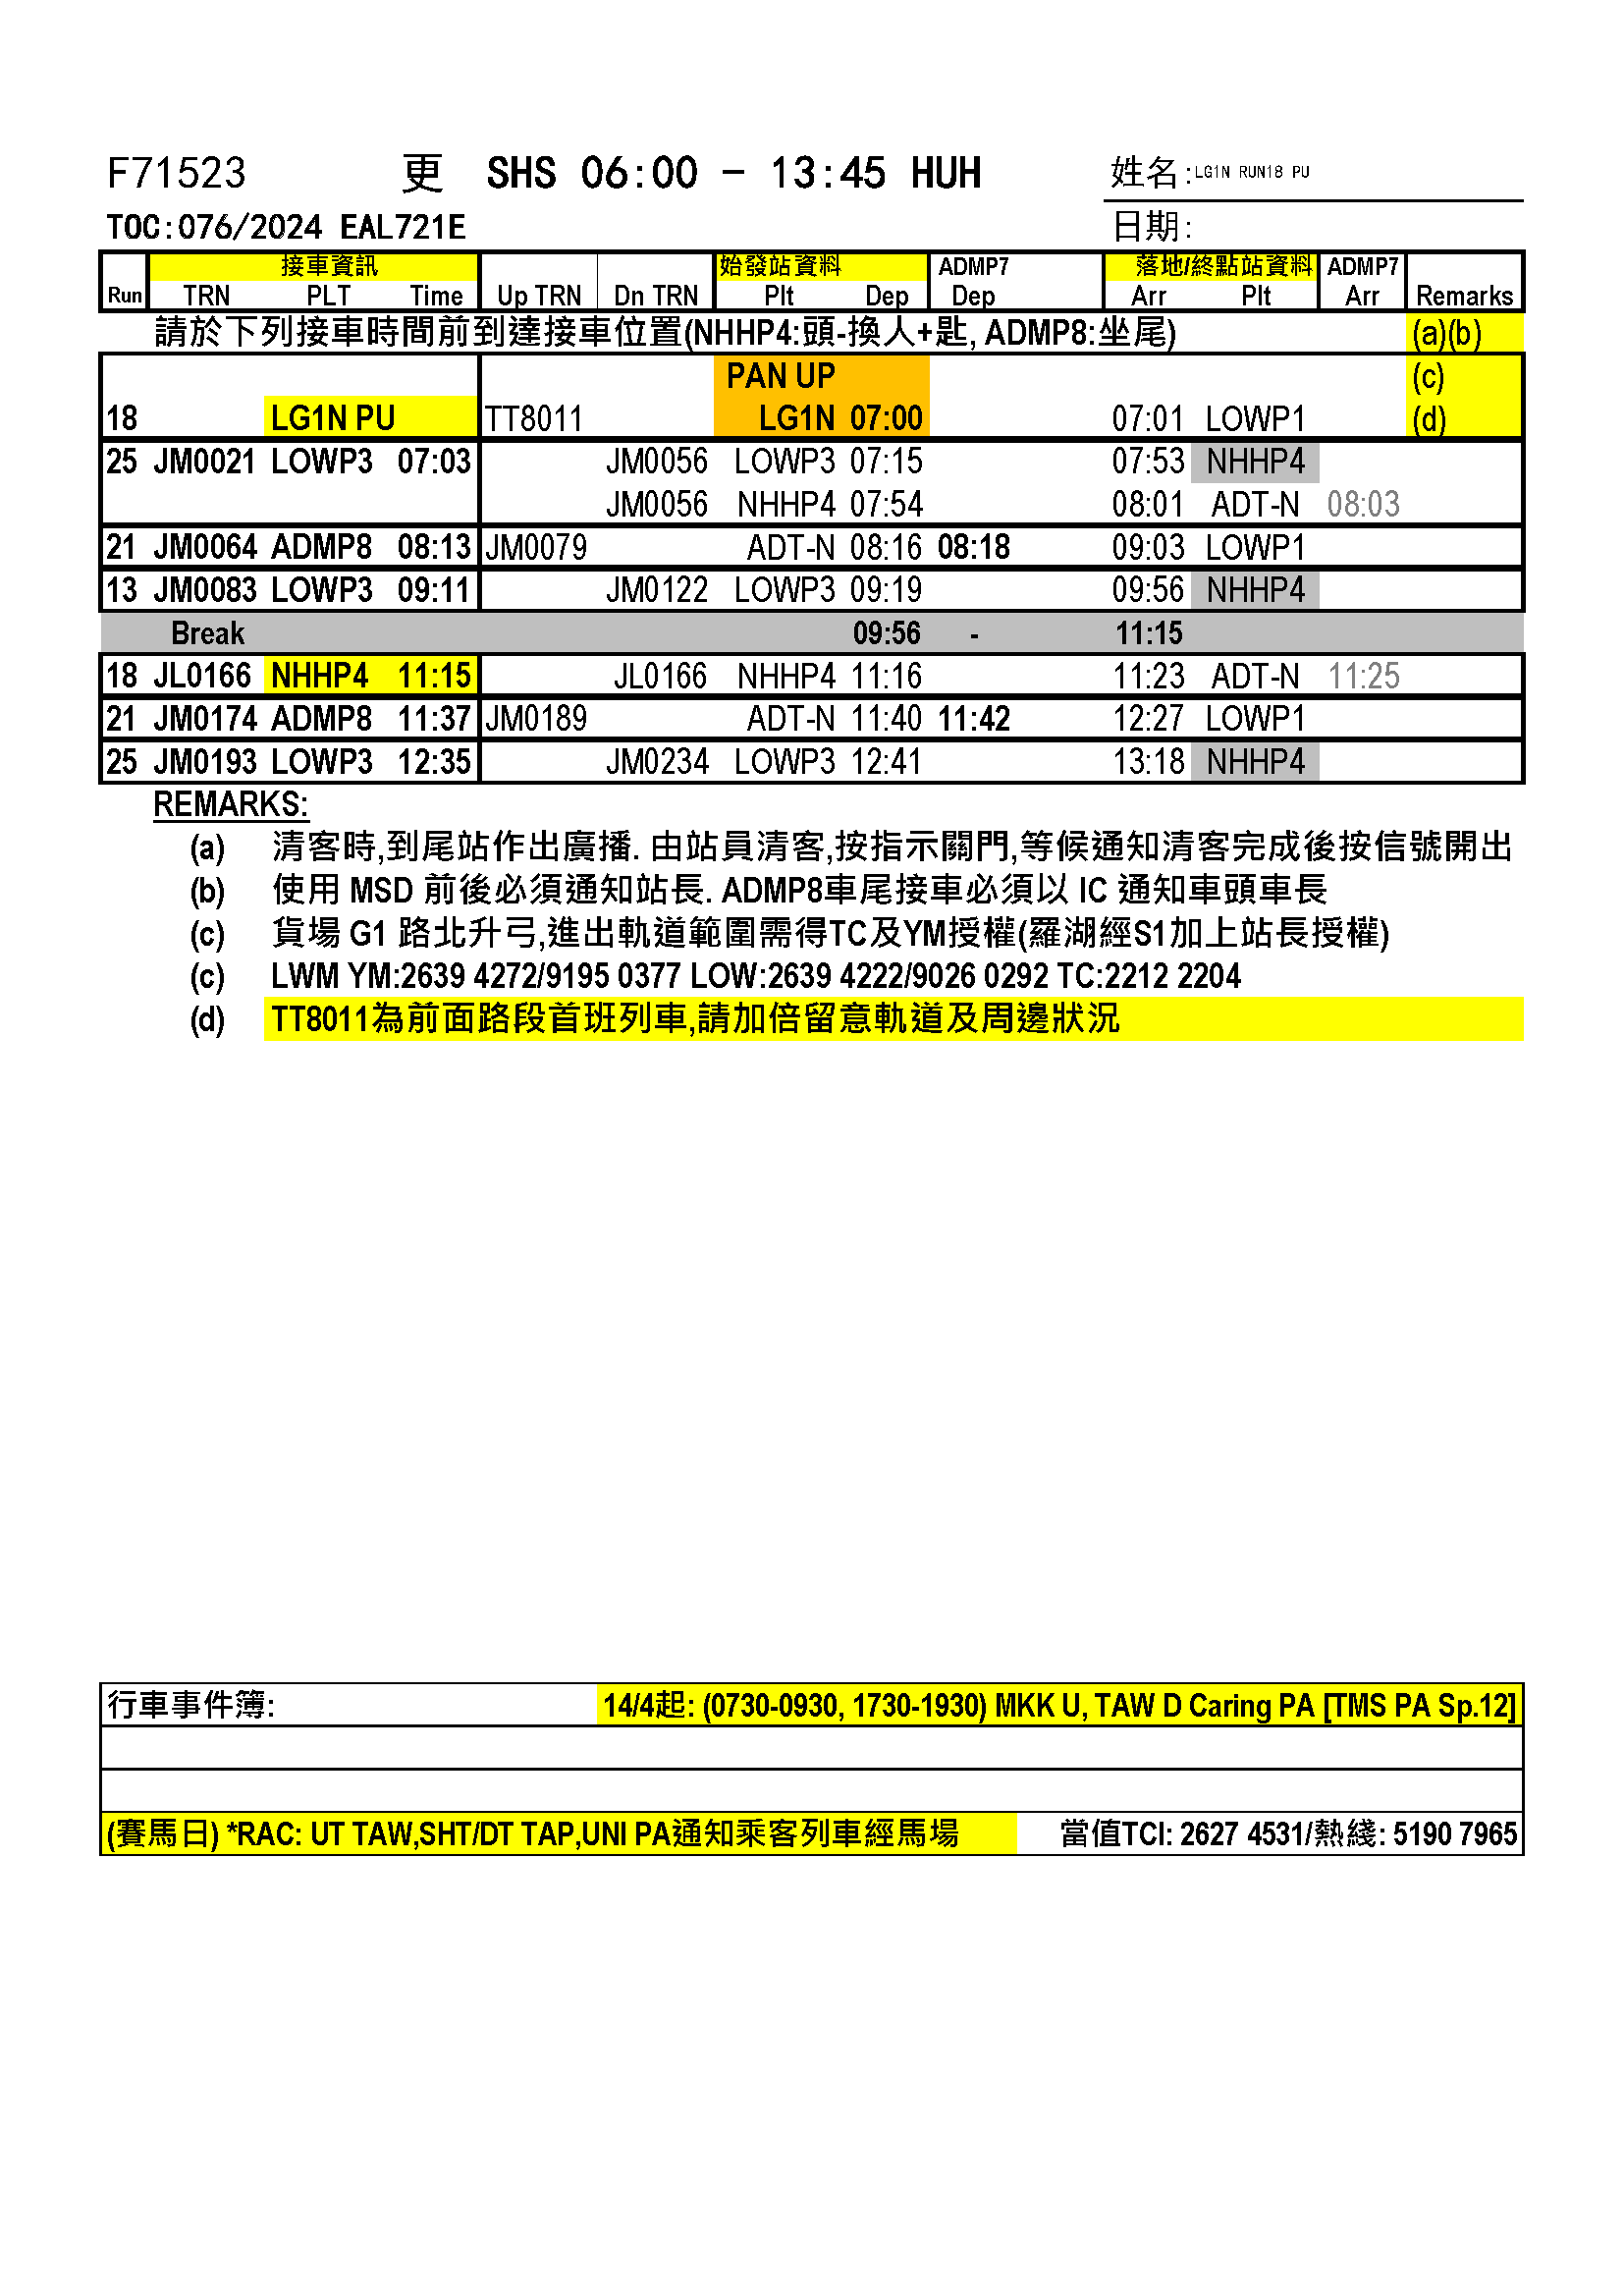 F71523 更 SHS 06:00 - 13:45 HUH 姓名:LG1N RUN18 PU
TOC:076/2024 EAL721E 日期:
接車資訊 始發站資料 ADMP7 落地/終點站資料 ADMP7
Run TRN PLT Time Up TRN Dn TRN Plt Dep Dep Arr Plt Arr Remarks
請於下列接車時間前到達接車位置(NHHP4:頭-換人+匙, ADMP8:坐尾) (a)(b)
PAN UP (c)
18 LG1N PU TT8011 LG1N 07:00 07:01 LOWP1 (d)
25 JM0021 LOWP3 07:03 JM0056 LOWP3 07:15 07:53 NHHP4
JM0056 NHHP4 07:54 08:01 ADT-N 08:03
21 JM0064 ADMP8 08:13 JM0079 ADT-N 08:16 08:18 09:03 LOWP1
13 JM0083 LOWP3 09:11 JM0122 LOWP3 09:19 09:56 NHHP4
Break 09:56 - 11:15
18 JL0166 NHHP4 11:15 JL0166 NHHP4 11:16 11:23 ADT-N 11:25
21 JM0174 ADMP8 11:37 JM0189 ADT-N 11:40 11:42 12:27 LOWP1
25 JM0193 LOWP3 12:35 JM0234 LOWP3 12:41 13:18 NHHP4
REMARKS:
(a) 清客時,到尾站作出廣播. 由站員清客,按指示關門,等候通知清客完成後按信號開出
(b) 使用 MSD 前後必須通知站長. ADMP8車尾接車必須以 IC 通知車頭車長
(c) 貨場 G1 路北升弓,進出軌道範圍需得TC及YM授權(羅湖經S1加上站長授權)
(c) LWM YM:2639 4272/9195 0377 LOW:2639 4222/9026 0292 TC:2212 2204
(d) TT8011為前面路段首班列車,請加倍留意軌道及周邊狀況
行車事件簿: 14/4起: (0730-0930, 1730-1930) MKK U, TAW D Caring PA [TMS PA Sp.12]
(賽馬日) *RAC: UT TAW,SHT/DT TAP,UNI PA通知乘客列車經馬場 當值TCI: 2627 4531/熱綫: 5190 7965